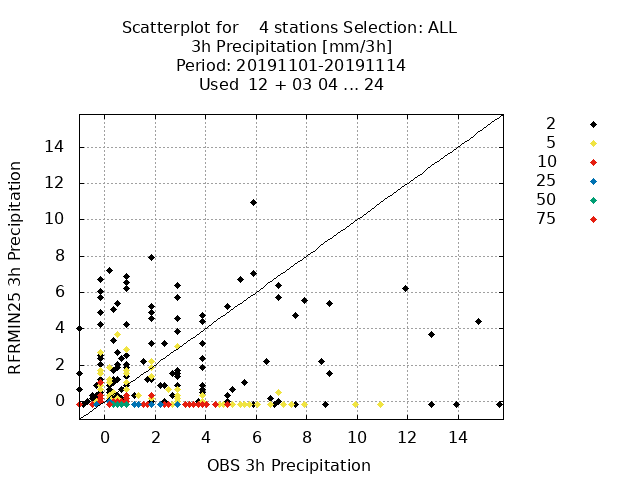 Scatterplot for    4 stations Selection: ALL
3h Precipitation [mm/3h]
Period: 20191101-20191114
Used  12 + 03 04 ... 24
2
5
10
25
50
75
14
12
10
8
6
4
2
0
RFRMIN25 3h Precipitation
0 2 4 6 8 10 12 14
OBS 3h Precipitation